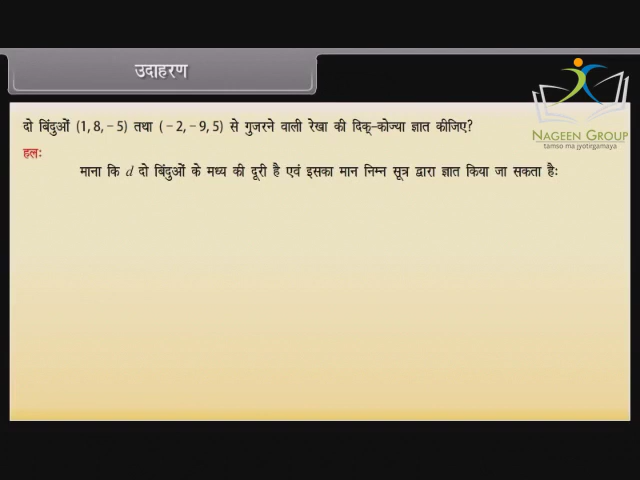 उदाहरण
NAGEEN GROUP
tamso ma jyotirgamaya
दो बिंदुओं (1, 8, -5) तथा (-2, -9, 5) से गुजरने वाली रेखा की दिक्-कोज्या ज्ञात कीजिए?
हलः
माना कि d दो बिंदुओं के मध्य की दूरी है एवं इसका मान निम्न सूत्र द्वारा ज्ञात किया जा सकता हैः